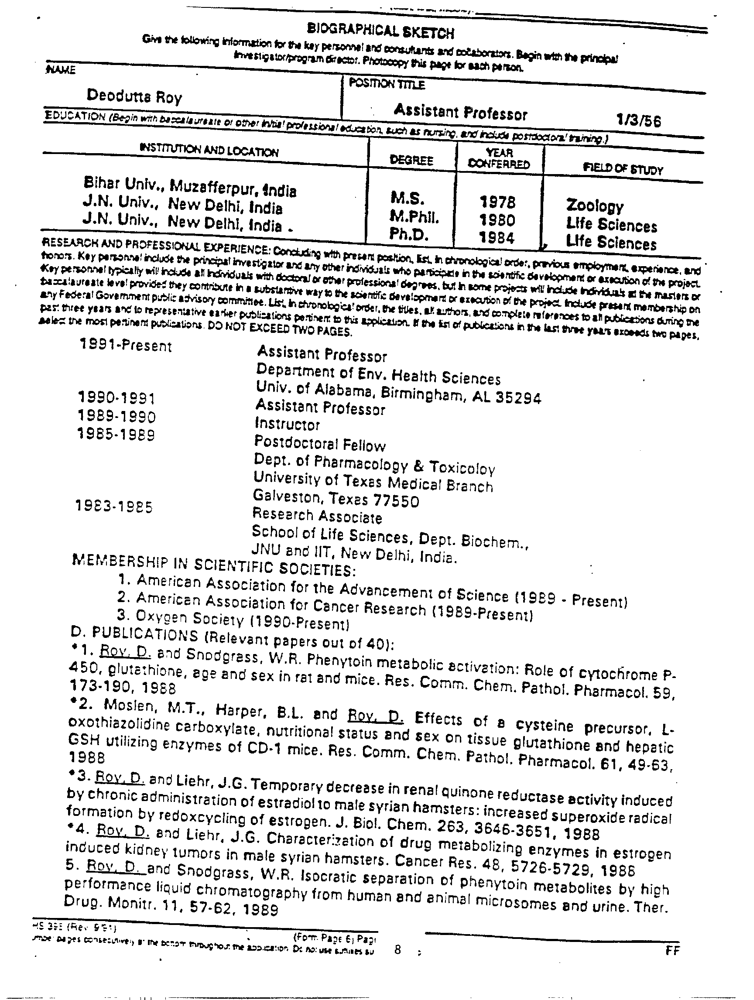 BIOGRAPHICAL SKETCH
Give the following information for the key personnel and consultants and collaborators. Begin with the principal
investigator/program director. Photocopy this page for each person.
NAME
POSITION TITLE
Deodutta Roy
Assistant Professor
1/3/56
EDUCATION (Begin with baccalaureate or other initial professional education, such as nursing, and include postdoctoral training.)
INSTITUTION AND LOCATION
DEGREE
YEAR
CONFERRED
FIELD OF STUDY
Bihar Univ., Muzafferpur, India
M.S.
1978
Zoology
J.N. Univ., New Delhi, India
M.Phil.
1980
Life Sciences
J.N. Univ., New Delhi, India .
Ph.D.
1984
Life Sciences
RESEARCH AND PROFESSIONAL EXPERIENCE: Concluding with present position, list, in chronological order, previous employment, experience, and
honors. Key personnel include the principal investigator and any other individuals who participate in the scientific development or execution of the project.
Key personnel typically will include all individuals with doctoral or other professional degrees, but in some projects will include individuals at the masters or
baccalaureate level provided they contribute in a substantive way to the scientific development or execution of the project. Include present membership on
any Federal Government public advisory committee. List, in chronological order, the titles, all authors, and complete references to all publications during the
past three years and to representative earlier publications pertinent to this application. If the list of publications in the last three years exceeds two pages,
select the most pertinent publications. DO NOT EXCEED TWO PAGES.
1991-Present Assistant Professor
Department of Env. Health Sciences
Univ. of Alabama, Birmingham, AL 35294
1990-1991 Assistant Professor
1989-1990 Instructor
1985-1989 Postdoctoral Fellow
Dept. of Pharmacology & Toxicoloy
University of Texas Medical Branch
Galveston, Texas 77550
1983-1985 Research Associate
School of Life Sciences, Dept. Biochem.,
JNU and IIT, New Delhi, India.
MEMBERSHIP IN SCIENTIFIC SOCIETIES:
1. American Association for the Advancement of Science (1989 - Present)
2. American Association for Cancer Research (1989-Present)
3. Oxygen Society (1990-Present)
D. PUBLICATIONS (Relevant papers out of 40):
*1. Roy, D. and Snodgrass, W.R. Phenytoin metabolic activation: Role of cytochrome P-
450, glutathione, age and sex in rat and mice. Res. Comm. Chem. Pathol. Pharmacol. 59,
173-190, 1988
*2. Moslen, M.T., Harper, B.L. and Roy, D. Effects of a cysteine precursor, L-
oxothiazolidine carboxylate, nutritional status and sex on tissue glutathione and hepatic
GSH utilizing enzymes of CD-1 mice. Res. Comm. Chem. Pathol. Pharmacol. 61, 49-63,
1988
*3. Roy, D. and Liehr, J.G. Temporary decrease in renal quinone reductase activity induced
by chronic administration of estradiol to male syrian hamsters: increased superoxide radical
formation by redoxcycling of estrogen. J. Biol. Chem. 263, 3646-3651, 1988
*4. Roy, D. and Liehr, J.G. Characterization of drug metabolizing enzymes in estrogen
induced kidney tumors in male syrian hamsters. Cancer Res. 48, 5726-5729, 1988
5. Roy, D. and Snodgrass, W.R. Isocratic separation of phenytoin metabolites by high
performance liquid chromatography from human and animal microsomes and urine. Ther.
Drug. Monitr. 11, 57-62, 1989
HS 398 (Rev. 9/91)
(Form Page 6) Page
pages consecutively at the bottom throughout the application. Do not use suffixes su
8
FF